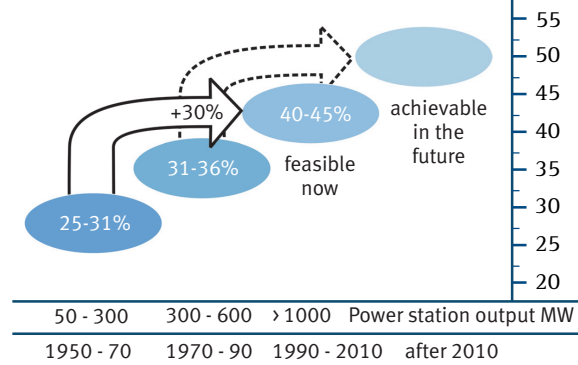 55
50
45
40
35
30
25
20
+30%
40-45%
achievable
in the
future
31-36%
feasible
now
25-31%
50 - 300 300 - 600 > 1000 Power station output MW
1950 - 70 1970 - 90 1990 - 2010 after 2010